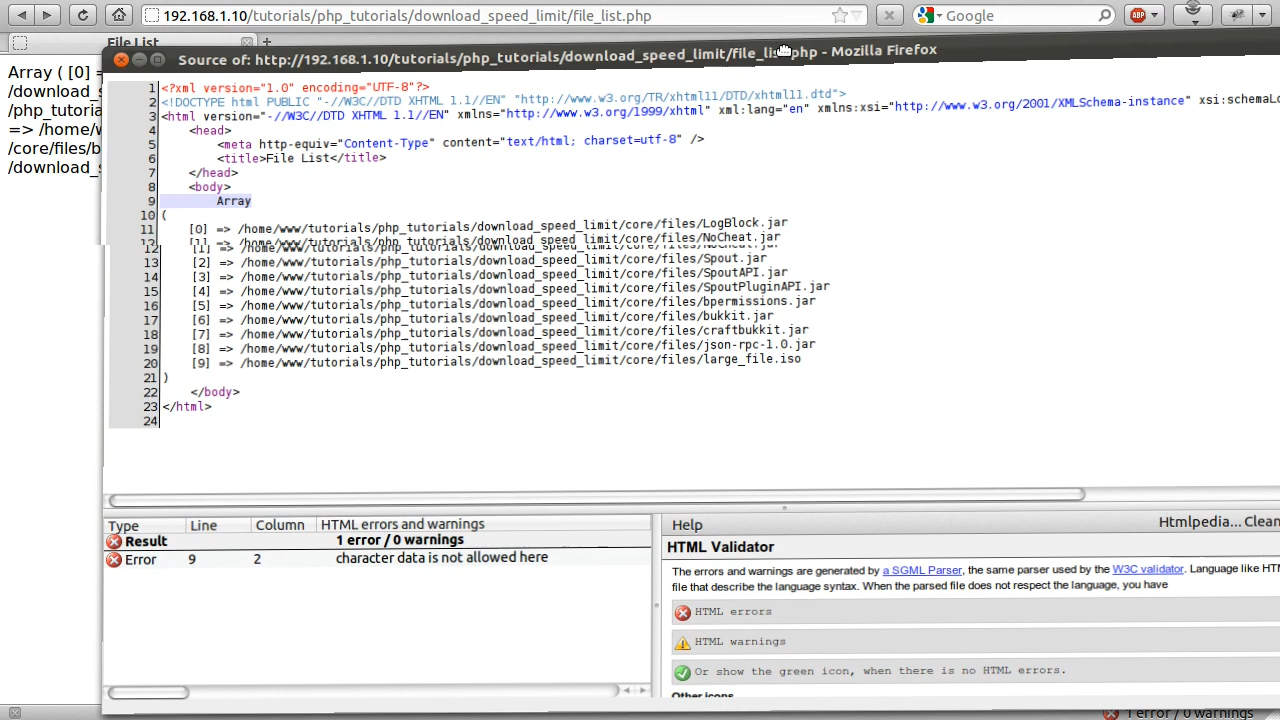 192.168.1.10/tutorials/php_tutorials/download_speed_limit/file_list.php
Google
ABP
File List
Array ( [0] =
/download_s
/php_tutoria
=> /home/w
/core/files/b
/download_s
Source of: http://192.168.1.10/tutorials/php_tutorials/download_speed_limit/file_list.php - Mozilla Firefox
1 <?xml version="1.0" encoding="UTF-8"?>
2 <!DOCTYPE html PUBLIC "-//W3C//DTD XHTML 1.1//EN" "http://www.w3.org/TR/xhtml11/DTD/xhtml11.dtd">
3 <html version="-//W3C//DTD XHTML 1.1//EN" xmlns="http://www.w3.org/1999/xhtml" xml:lang="en" xmlns:xsi="http://www.w3.org/2001/XMLSchema-instance" xsi:schemaLo
4 <head>
5 <meta http-equiv="Content-Type" content="text/html; charset=utf-8" />
6 <title>File List</title>
7 </head>
8 <body>
9 Array
10 (
11 [0] => /home/www/tutorials/php_tutorials/download_speed_limit/core/files/LogBlock.jar
12 [1] => /home/www/tutorials/php_tutorials/download_speed_limit/core/files/NoCheat.jar
13 [2] => /home/www/tutorials/php_tutorials/download_speed_limit/core/files/Spout.jar
14 [3] => /home/www/tutorials/php_tutorials/download_speed_limit/core/files/SpoutAPI.jar
15 [4] => /home/www/tutorials/php_tutorials/download_speed_limit/core/files/SpoutPluginAPI.jar
16 [5] => /home/www/tutorials/php_tutorials/download_speed_limit/core/files/bpermissions.jar
17 [6] => /home/www/tutorials/php_tutorials/download_speed_limit/core/files/bukkit.jar
18 [7] => /home/www/tutorials/php_tutorials/download_speed_limit/core/files/craftbukkit.jar
19 [8] => /home/www/tutorials/php_tutorials/download_speed_limit/core/files/json-rpc-1.0.jar
20 [9] => /home/www/tutorials/php_tutorials/download_speed_limit/core/files/large_file.iso
21 )
22 </body>
23 </html>
24
Type Line Column HTML errors and warnings
Result 1 error / 0 warnings
Error 9 2 character data is not allowed here
Help Htmlpedia... Clean
HTML Validator
The errors and warnings are generated by a SGML Parser, the same parser used by the W3C validator. Language like HTM
file that describe the language syntax. When the parsed file does not respect the language, you have
HTML errors
HTML warnings
Or show the green icon, when there is no HTML errors.
Other icons
1 error / 0 warnings